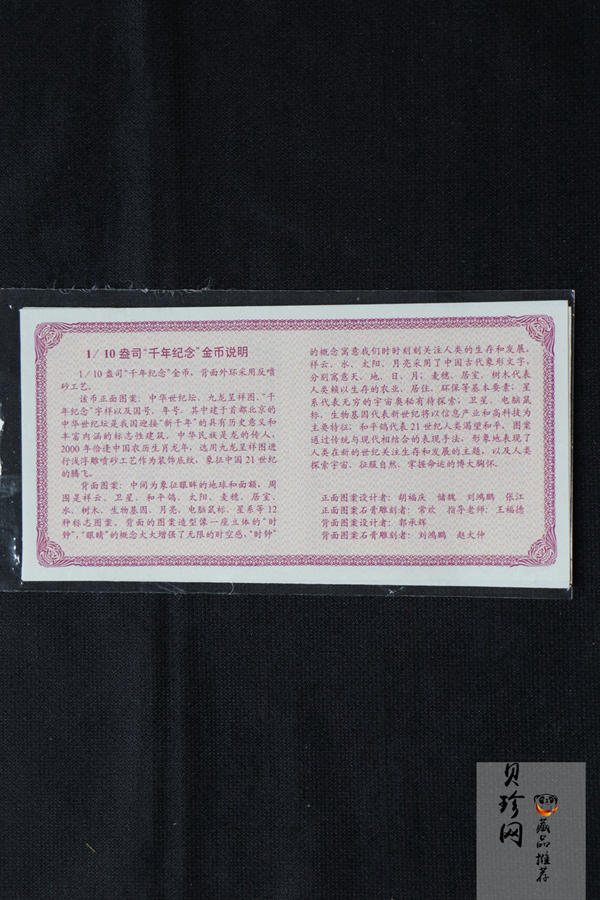 1/10盎司“千年纪念”金币说明
1/10盎司“千年纪念”金币，背面外环采用反喷
砂工艺。
该币正面图案：中华世纪坛、九龙呈祥图、“千
年纪念”字样以及国号、年号。其中建于首都北京的
中华世纪坛是我国迎接“新千年”的具有历史意义和
丰富内涵的标志性建筑。中华民族是龙的传人，
2000年恰逢中国农历生肖龙年，选用九龙呈祥图进
行浅浮雕喷砂工艺作为装饰底纹，象征中国21世纪
的腾飞。
背面图案：中间为象征眼眸的地球和面额，周
围是祥云、卫星、和平鸽、太阳、麦穗、居室、
水、树木、生物基因、月亮、电脑鼠标、星系等12
种标志图案。背面的图案造型像一座立体的“时
钟”，“眼睛”的概念大大增强了无限的时空感，“时钟”
的概念寓意我们时时刻刻关注人类的生存和发展。
祥云、水、太阳、月亮采用了中国古代象形文字，
分别寓意天、地、日、月；麦穗、居室、树木代表
人类赖以生存的农业、居住、环保等基本要素；星
系代表无穷的宇宙奥秘有待探索；卫星、电脑鼠
标、生物基因代表新世纪将以信息产业和高科技为
主要特征；和平鸽代表21世纪人类渴望和平。图案
通过传统与现代相结合的表现手法，形象地表现了
人类在新的世纪关注生存和发展的主题，以及人类
探索宇宙、征服自然、掌握命运的博大胸怀。
正面图案设计者：胡福庆 储魏 刘鸿鹏 张江
正面图案石膏雕刻者：常欢 指导老师：王福德
背面图案设计者：郭承辉
背面图案石膏雕刻者：刘鸿鹏 赵大仲
贝珍网
藏品推荐